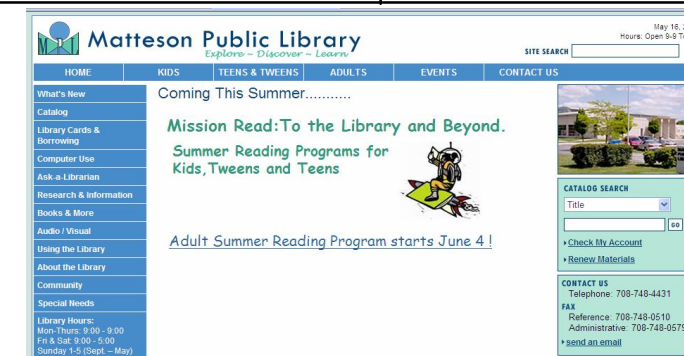 Matteson Public Library
Explore ~ Discover ~ Learn
May 16,
Hours: Open 9-9
SITE SEARCH
HOME KIDS TEENS & TWEENS ADULTS EVENTS CONTACT US
What's New
Catalog
Library Cards &
Borrowing
Computer Use
Ask-a-Librarian
Research & Information
Books & More
Audio / Visual
Using the Library
About the Library
Community
Special Needs
Library Hours:
Mon-Thurs: 9:00 - 9:00
Fri & Sat: 9:00 - 5:00
Sunday 1-5 (Sept. – May)
Coming This Summer...........
Mission Read:To the Library and Beyond.
Summer Reading Programs for
Kids,Tweens and Teens
Adult Summer Reading Program starts June 4 !
CATALOG SEARCH
Title
GO
Check My Account
Renew Materials
CONTACT US
Telephone: 708-748-4431
FAX
Reference: 708-748-0510
Administrative: 708-748-0579
send an email